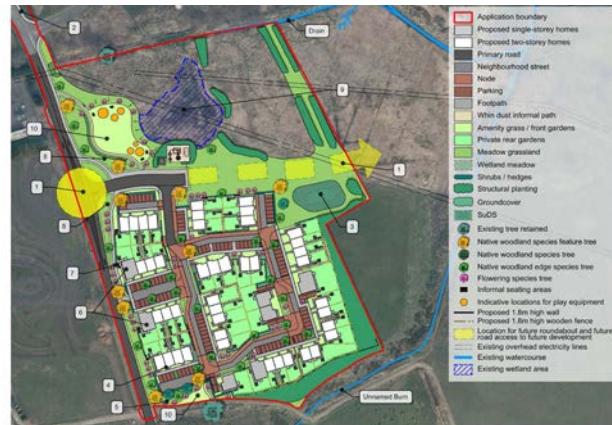 2
Drain
9
10
8
1
1
8
3
7
6
4
5
10
Unnamed Burn
Application boundary
Proposed single-storey homes
Proposed two-storey homes
Primary road
Neighbourhood street
Node
Parking
Footpath
Whin dust informal path
Amenity grass / front gardens
Private rear gardens
Meadow grassland
Wetland meadow
Shrubs / hedges
Structural planting
Groundcover
SuDS
Existing tree retained
Native woodland species feature tree
Native woodland species tree
Native woodland edge species tree
Flowering species tree
Informal seating areas
Indicative locations for play equipment
Proposed 1.8m high wall
Proposed 1.8m high wooden fence
Location for future roundabout and future
road access to future development
Existing overhead electricity lines
Existing watercourse
Existing wetland area